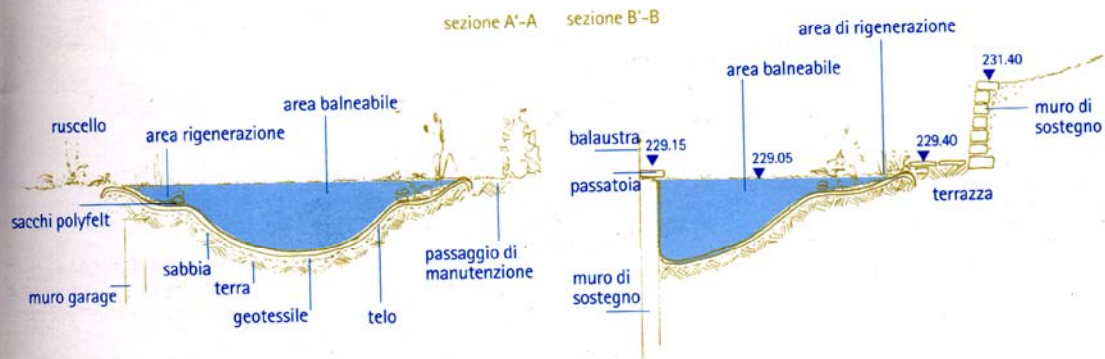 sezione A'-A
sezione B'-B
ruscello
area rigenerazione
area balneabile
sacchi polyfelt
sabbia
terra
muro garage
geotessile
telo
passaggio di
manutenzione
area di rigenerazione
area balneabile
231.40
muro di
sostegno
balaustra
229.15
229.05
229.40
passatoia
terrazza
muro di
sostegno